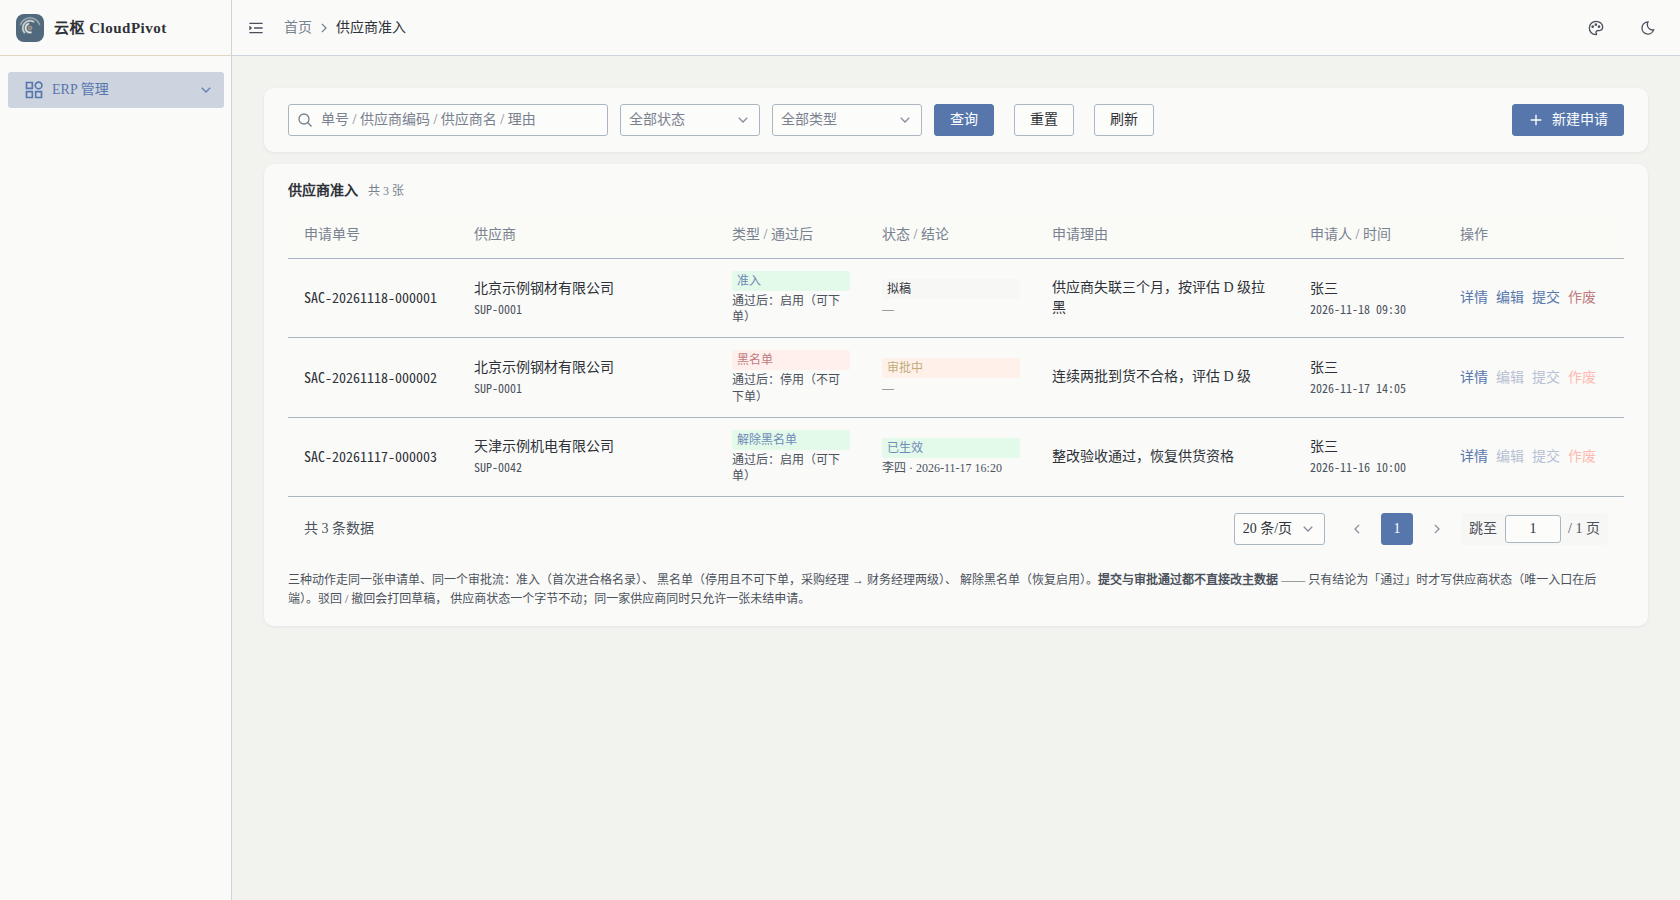 云枢 CloudPivot
首页 > 供应商准入
ERP 管理
单号 / 供应商编码 / 供应商名 / 理由
全部状态
全部类型
查询
重置
刷新
新建申请
供应商准入 共 3 张
申请单号 供应商 类型 / 通过后 状态 / 结论 申请理由 申请人 / 时间 操作
SAC-20261118-000001
北京示例钢材有限公司
SUP-0001
准入
通过后：启用（可下
单）
拟稿
—
供应商失联三个月，按评估 D 级拉
黑
张三
2026-11-18 09:30
详情 编辑 提交 作废
SAC-20261118-000002
北京示例钢材有限公司
SUP-0001
黑名单
通过后：停用（不可
下单）
审批中
—
连续两批到货不合格，评估 D 级
张三
2026-11-17 14:05
详情 编辑 提交 作废
SAC-20261117-000003
天津示例机电有限公司
SUP-0042
解除黑名单
通过后：启用（可下
单）
已生效
李四 · 2026-11-17 16:20
整改验收通过，恢复供货资格
张三
2026-11-16 10:00
详情 编辑 提交 作废
共 3 条数据
20 条/页
1
跳至 1 / 1 页
三种动作走同一张申请单、同一个审批流：准入（首次进合格名录）、 黑名单（停用且不可下单，采购经理 → 财务经理两级）、 解除黑名单（恢复启用）。提交与审批通过都不直接改主数据 —— 只有结论为「通过」时才写供应商状态（唯一入口在后
端）。驳回 / 撤回会打回草稿， 供应商状态一个字节不动；同一家供应商同时只允许一张未结申请。